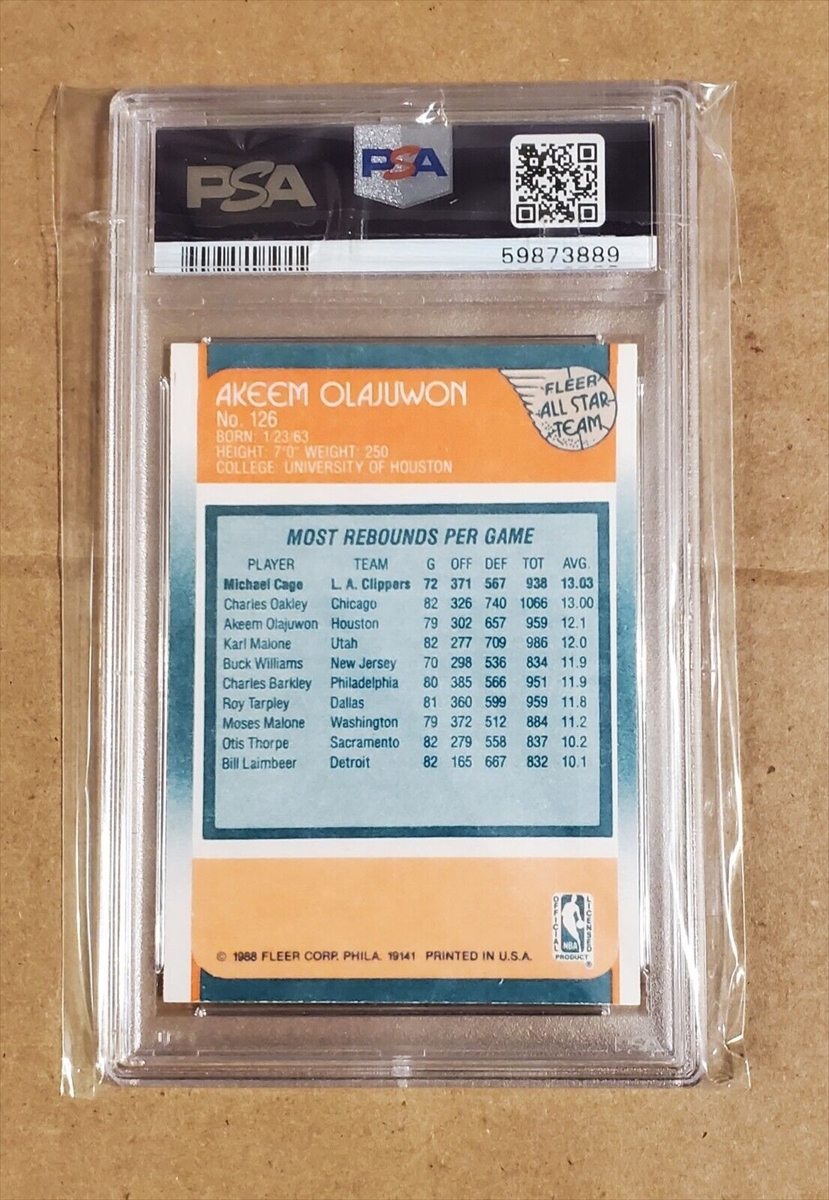 PSA PSA
59873889
AKEEM OLAJUWON
No. 126
BORN: 1/23/63
HEIGHT: 7'0" WEIGHT: 250
COLLEGE: UNIVERSITY OF HOUSTON
FLEER
ALL STAR
TEAM
MOST REBOUNDS PER GAME
PLAYER TEAM G OFF DEF TOT AVG.
Michael Cage L. A. Clippers 72 371 567 938 13.03
Charles Oakley Chicago 82 326 740 1066 13.00
Akeem Olajuwon Houston 79 302 657 959 12.1
Karl Malone Utah 82 277 709 986 12.0
Buck Williams New Jersey 70 298 536 834 11.9
Charles Barkley Philadelphia 80 385 566 951 11.9
Roy Tarpley Dallas 81 360 599 959 11.8
Moses Malone Washington 79 372 512 884 11.2
Otis Thorpe Sacramento 82 279 558 837 10.2
Bill Laimbeer Detroit 82 165 667 832 10.1
OFFICIAL
LICENSED
NBA
PRODUCT ®
© 1988 FLEER CORP. PHILA. 19141 PRINTED IN U.S.A.